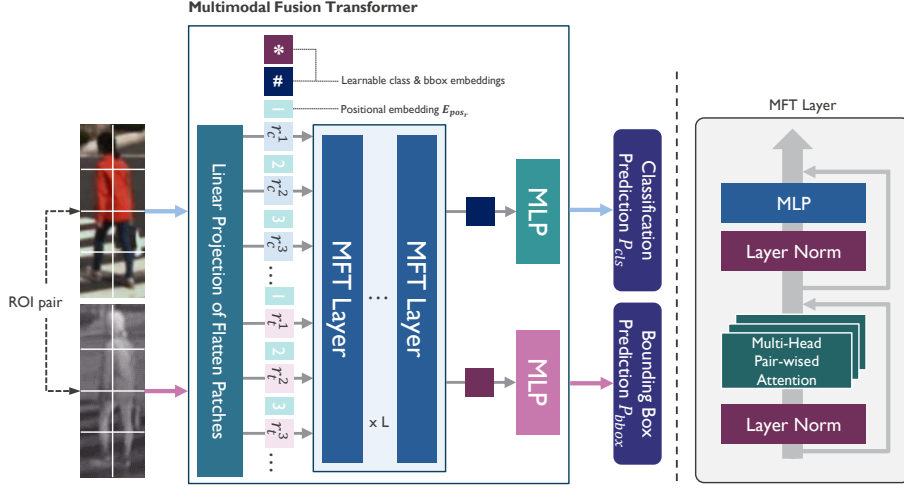 Multimodal Fusion Transformer
*
#
Learnable class & bbox embeddings
1
Positional embedding E_pos_r
ROI pair
Linear Projection of Flatten Patches
r_c^1
2
r_c^2
3
r_c^3
...
1
r_t^1
2
r_t^2
3
r_t^3
...
MFT Layer
...
MFT Layer
x L
MLP
MLP
Classification
Prediction P_cls
Bounding Box
Prediction P_bbox
MFT Layer
MLP
Layer Norm
Multi-Head
Pair-wised
Attention
Layer Norm